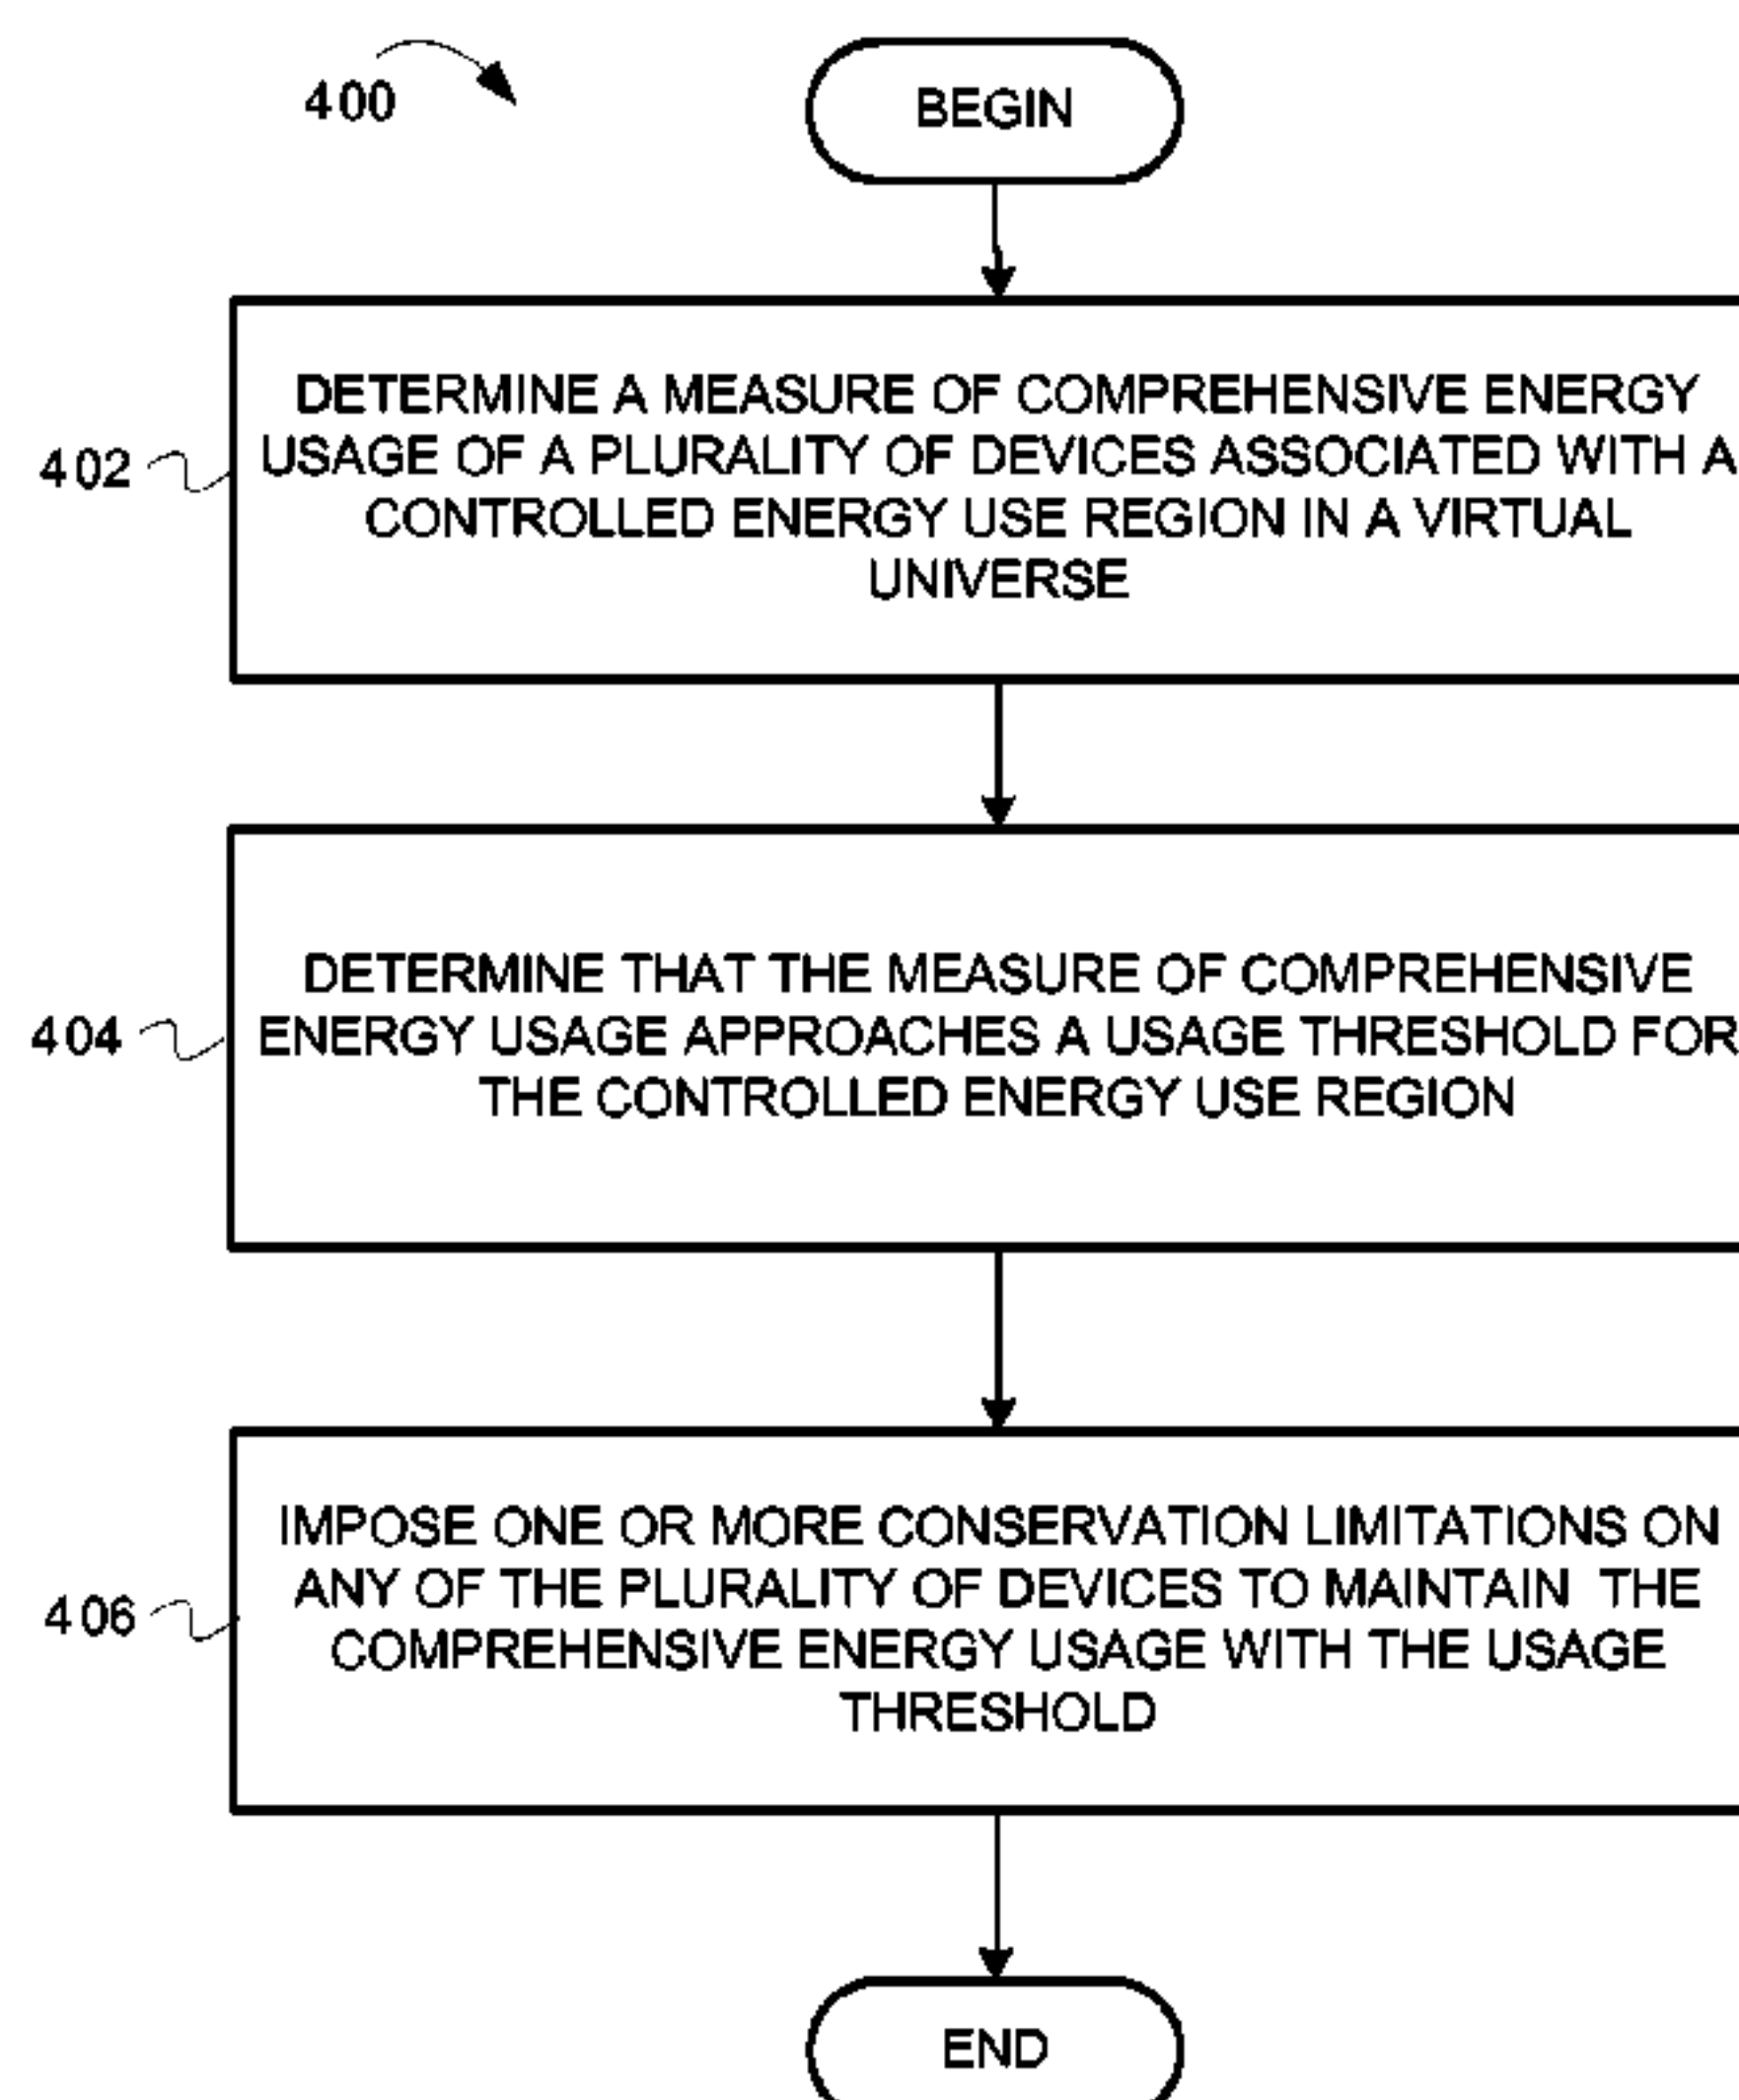 400
BEGIN
402
DETERMINE A MEASURE OF COMPREHENSIVE ENERGY
USAGE OF A PLURALITY OF DEVICES ASSOCIATED WITH A
CONTROLLED ENERGY USE REGION IN A VIRTUAL
UNIVERSE
404
DETERMINE THAT THE MEASURE OF COMPREHENSIVE
ENERGY USAGE APPROACHES A USAGE THRESHOLD FOR
THE CONTROLLED ENERGY USE REGION
406
IMPOSE ONE OR MORE CONSERVATION LIMITATIONS ON
ANY OF THE PLURALITY OF DEVICES TO MAINTAIN THE
COMPREHENSIVE ENERGY USAGE WITH THE USAGE
THRESHOLD
END